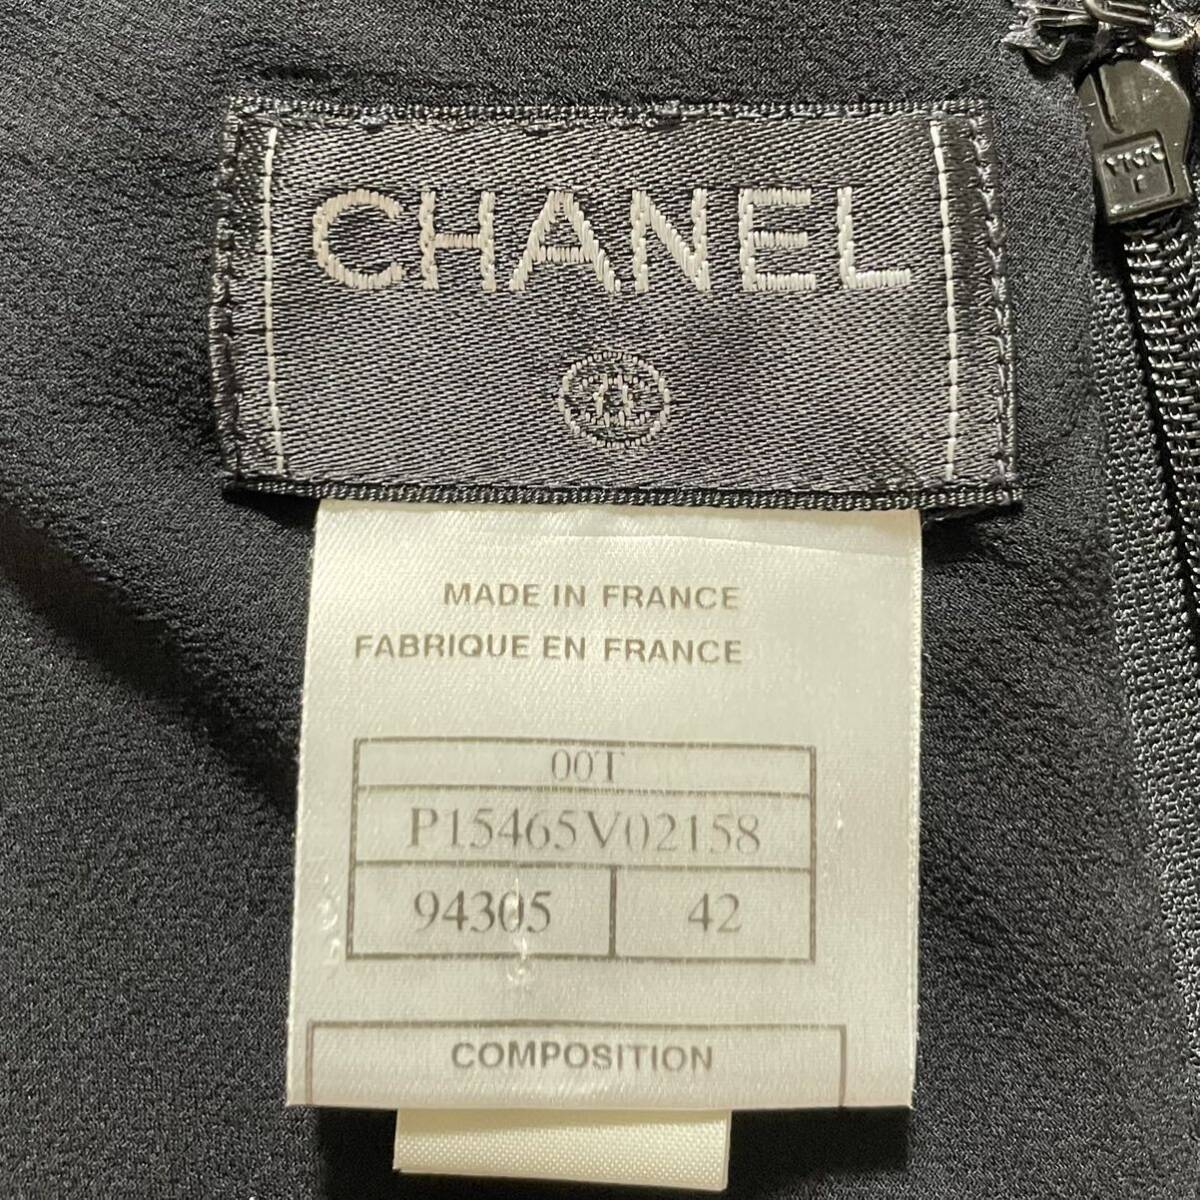 CHANEL
MADE IN FRANCE
FABRIQUE EN FRANCE
00T
P15465V02158
94305 42
COMPOSITION